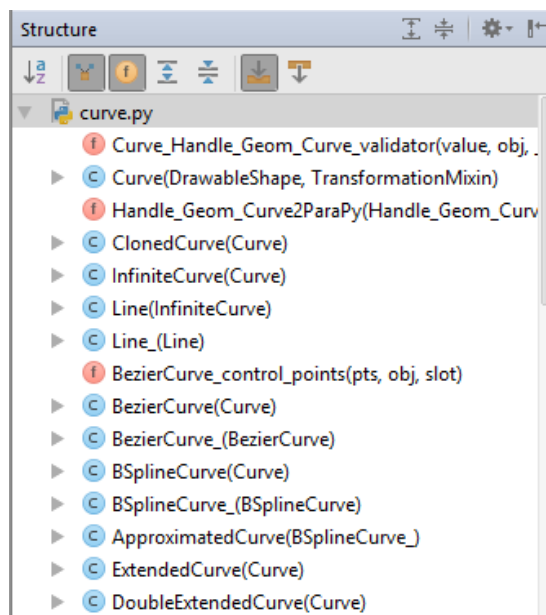 Structure
a
z
f
curve.py
f Curve_Handle_Geom_Curve_validator(value, obj,
C Curve(DrawableShape, TransformationMixin)
f Handle_Geom_Curve2ParaPy(Handle_Geom_Curv
C ClonedCurve(Curve)
C InfiniteCurve(Curve)
C Line(InfiniteCurve)
C Line_(Line)
f BezierCurve_control_points(pts, obj, slot)
C BezierCurve(Curve)
C BezierCurve_(BezierCurve)
C BSplineCurve(Curve)
C BSplineCurve_(BSplineCurve)
C ApproximatedCurve(BSplineCurve_)
C ExtendedCurve(Curve)
C DoubleExtendedCurve(Curve)